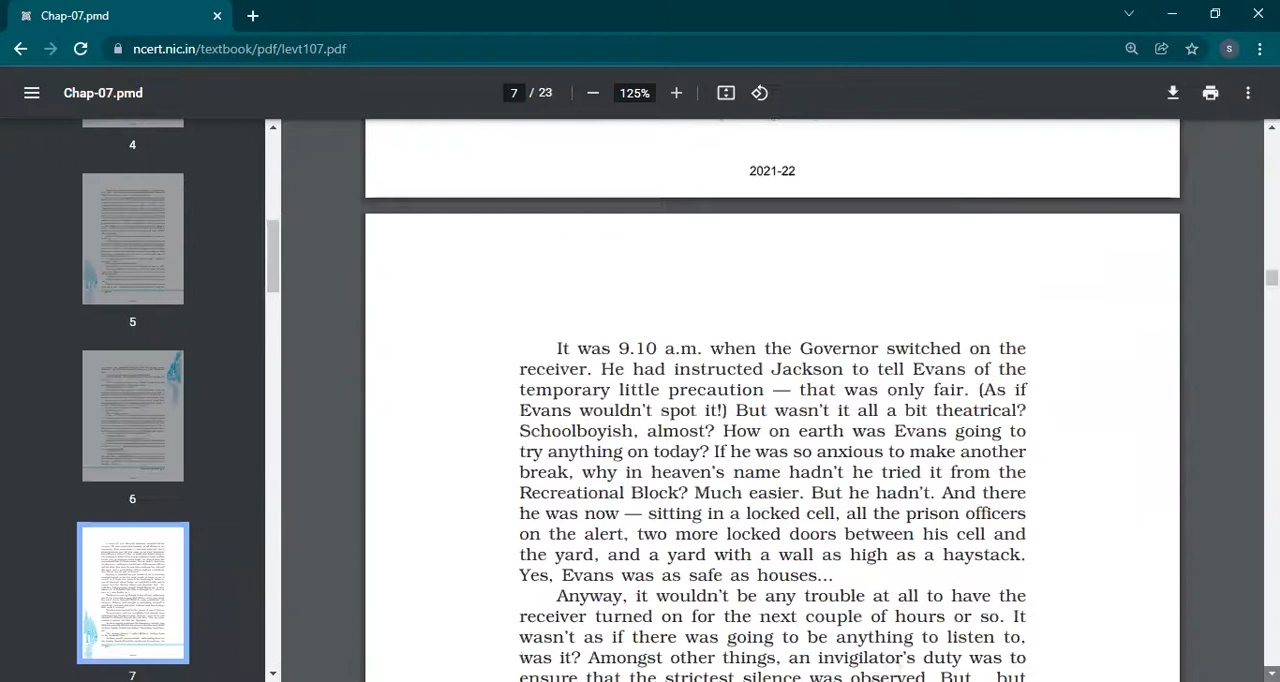 Chap-07.pmd
ncert.nic.in/textbook/pdf/levt107.pdf
S
Chap-07.pmd
7 / 23
125%
4
5
6
7
2021-22
It was 9.10 a.m. when the Governor switched on the
receiver. He had instructed Jackson to tell Evans of the
temporary little precaution — that was only fair. (As if
Evans wouldn't spot it!) But wasn't it all a bit theatrical?
Schoolboyish, almost? How on earth was Evans going to
try anything on today? If he was so anxious to make another
break, why in heaven's name hadn't he tried it from the
Recreational Block? Much easier. But he hadn't. And there
he was now — sitting in a locked cell, all the prison officers
on the alert, two more locked doors between his cell and
the yard, and a yard with a wall as high as a haystack.
Yes, Evans was as safe as houses...
Anyway, it wouldn't be any trouble at all to have the
receiver turned on for the next couple of hours or so. It
wasn't as if there was going to be anything to listen to,
was it? Amongst other things, an invigilator's duty was to
ensure that the strictest silence was observed. But... but